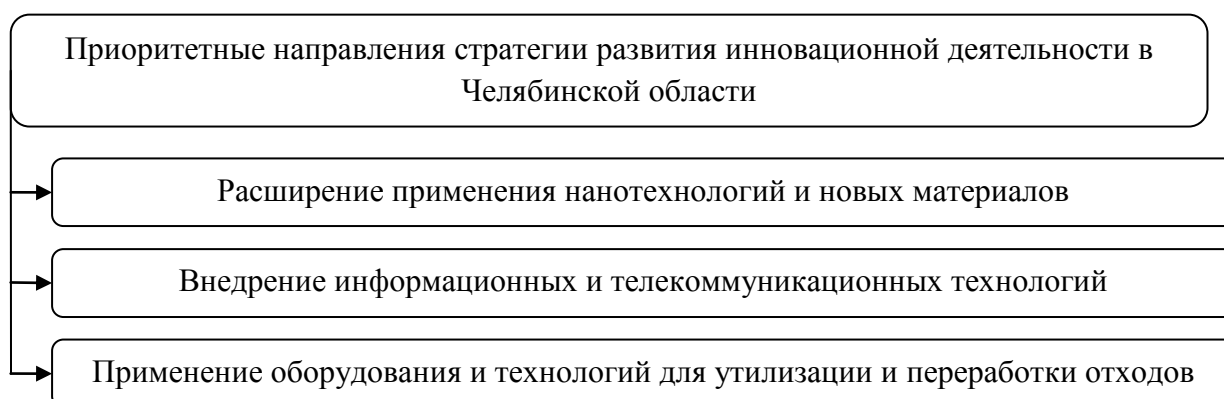 Приоритетные направления стратегии развития инновационной деятельности в
Челябинской области
Расширение применения нанотехнологий и новых материалов
Внедрение информационных и телекоммуникационных технологий
Применение оборудования и технологий для утилизации и переработки отходов